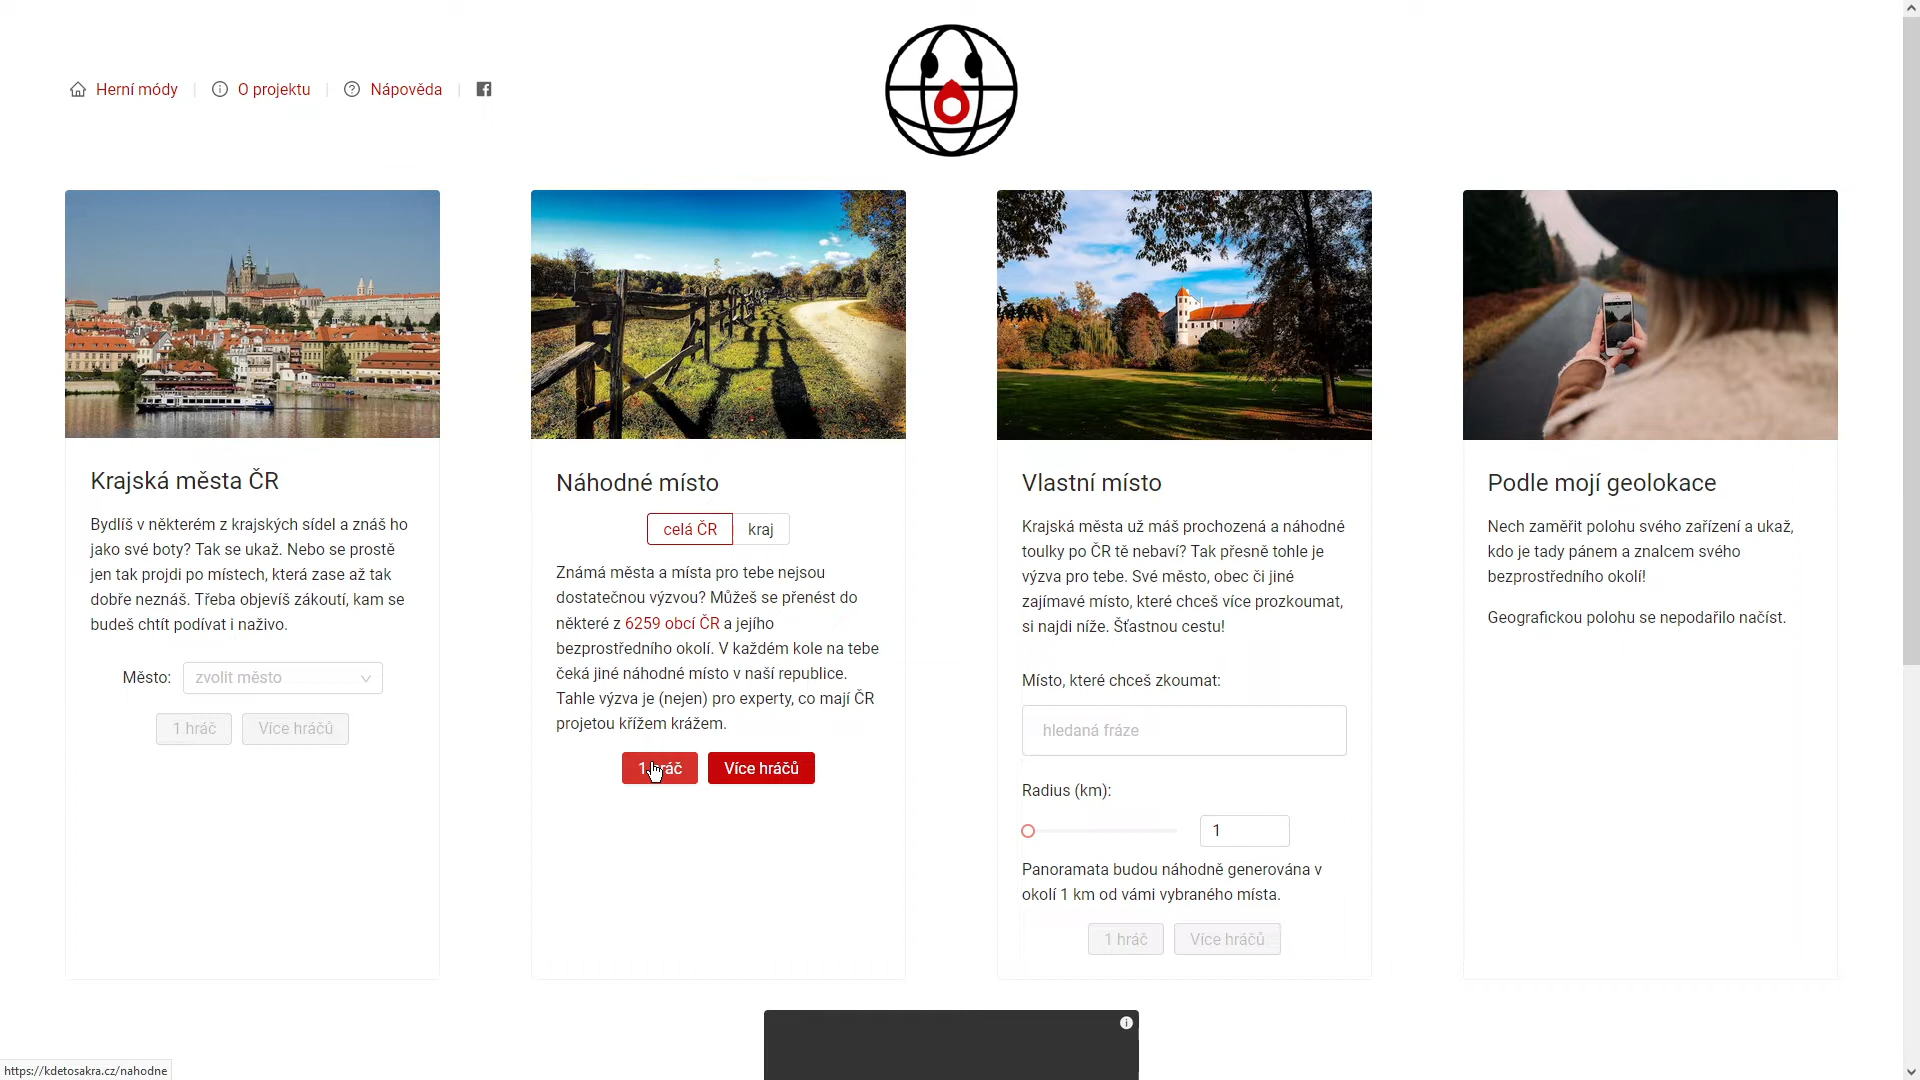 Herní módy
O projektu
Nápověda
Krajská města ČR
Bydlíš v některém z krajských sídel a znáš ho
jako své boty? Tak se ukaž. Nebo se prostě
jen tak projdi po místech, která zase až tak
dobře neznáš. Třeba objevíš zákoutí, kam se
budeš chtít podívat i naživo.
Město:
zvolit město
1 hráč
Více hráčů
Náhodné místo
celá ČR
kraj
Známá města a místa pro tebe nejsou
dostatečnou výzvou? Můžeš se přenést do
některé z 6259 obcí ČR a jejího
bezprostředního okolí. V každém kole na tebe
čeká jiné náhodné místo v naší republice.
Tahle výzva je (nejen) pro experty, co mají ČR
projetou křížem krážem.
1 hráč
Více hráčů
Vlastní místo
Krajská města už máš prochozená a náhodné
toulky po ČR tě nebaví? Tak přesně tohle je
výzva pro tebe. Své město, obec či jiné
zajímavé místo, které chceš více prozkoumat,
si najdi níže. Šťastnou cestu!
Místo, které chceš zkoumat:
hledaná fráze
Radius (km):
1
Panoramata budou náhodně generována v
okolí 1 km od vámi vybraného místa.
1 hráč
Více hráčů
Podle mojí geolokace
Nech zaměřit polohu svého zařízení a ukaž,
kdo je tady pánem a znalcem svého
bezprostředního okolí!
Geografickou polohu se nepodařilo načíst.
https://kdetosakra.cz/nahodne